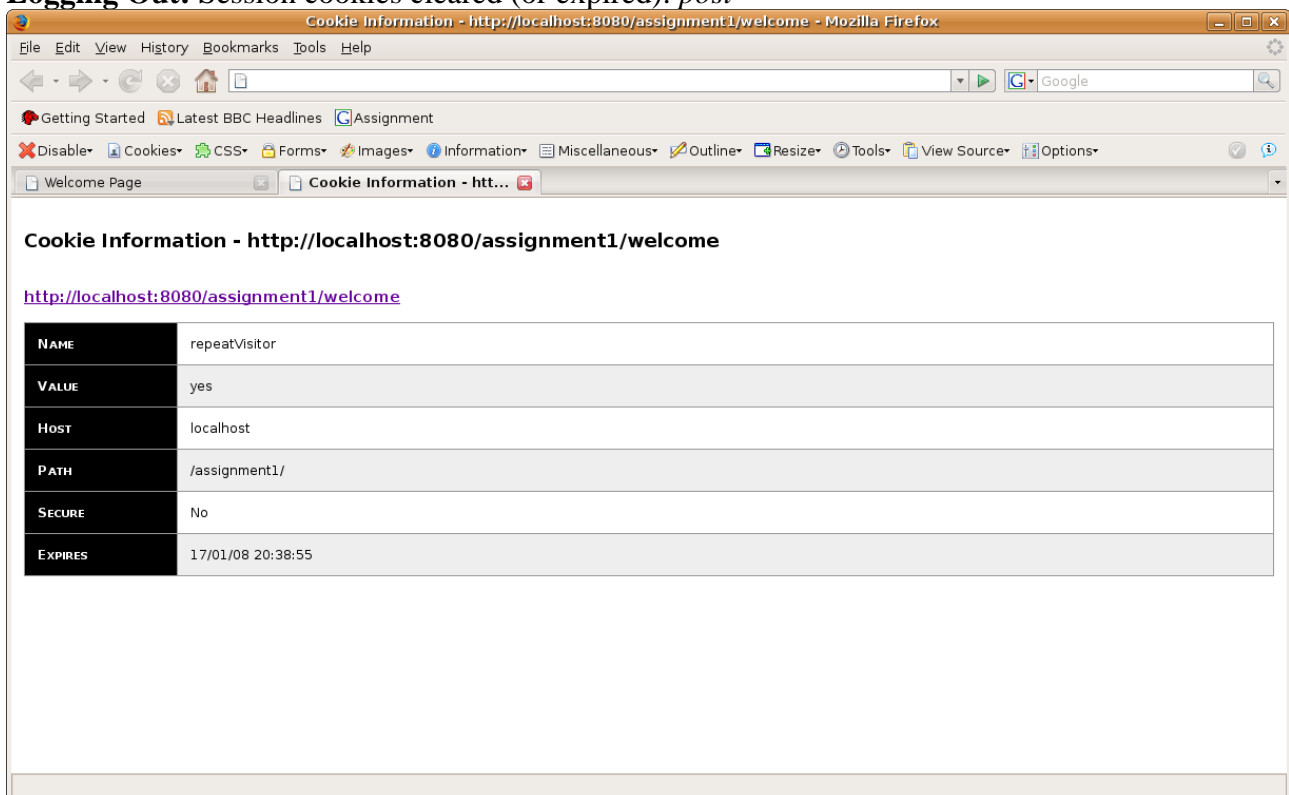 Logging Out: Session cookies cleared (or expired): post
Cookie Information - http://localhost:8080/assignment1/welcome - Mozilla Firefox
File Edit View History Bookmarks Tools Help
G Google
Getting Started Latest BBC Headlines G Assignment
Disable Cookies CSS Forms Images Information Miscellaneous Outline Resize Tools View Source Options
Welcome Page Cookie Information - htt...
Cookie Information - http://localhost:8080/assignment1/welcome
http://localhost:8080/assignment1/welcome
NAME repeatVisitor
VALUE yes
HOST localhost
PATH /assignment1/
SECURE No
EXPIRES 17/01/08 20:38:55